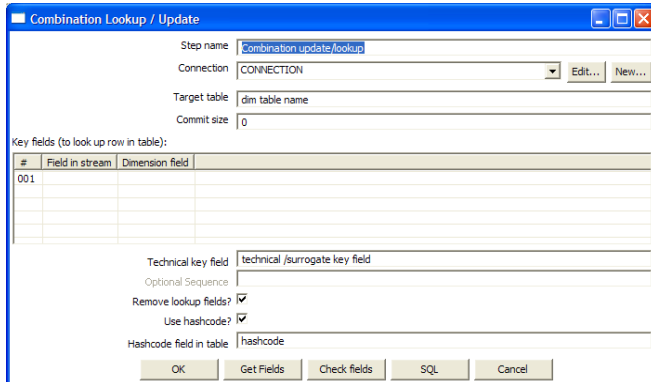 Combination Lookup / Update
Step name Combination update/lookup
Connection CONNECTION Edit... New...
Target table dim table name
Commit size 0
Key fields (to look up row in table):
# Field in stream Dimension field
001
Technical key field technical /surrogate key field
Optional Sequence
Remove lookup fields?
Use hashcode?
Hashcode field in table hashcode
OK Get Fields Check fields SQL Cancel